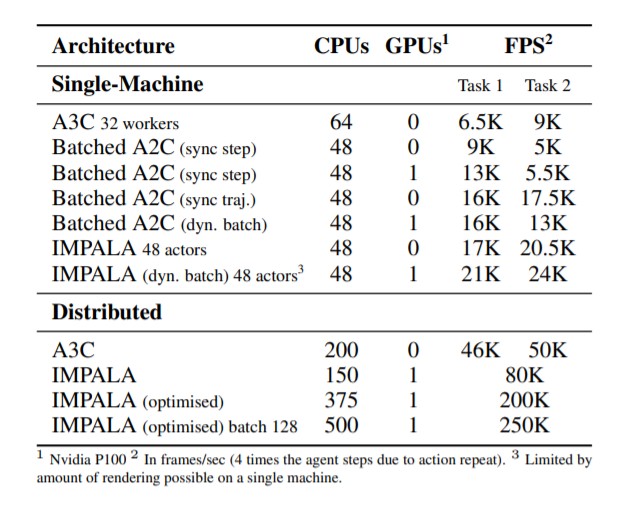 Architecture CPUs GPUs¹ FPS²
Single-Machine Task 1 Task 2
A3C 32 workers 64 0 6.5K 9K
Batched A2C (sync step) 48 0 9K 5K
Batched A2C (sync step) 48 1 13K 5.5K
Batched A2C (sync traj.) 48 0 16K 17.5K
Batched A2C (dyn. batch) 48 1 16K 13K
IMPALA 48 actors 48 0 17K 20.5K
IMPALA (dyn. batch) 48 actors³ 48 1 21K 24K
Distributed
A3C 200 0 46K 50K
IMPALA 150 1 80K
IMPALA (optimised) 375 1 200K
IMPALA (optimised) batch 128 500 1 250K
¹ Nvidia P100 ² In frames/sec (4 times the agent steps due to action repeat). ³ Limited by
amount of rendering possible on a single machine.